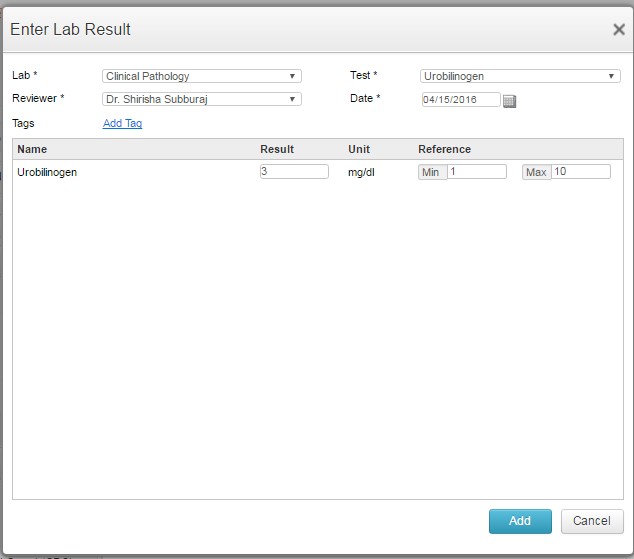 Enter Lab Result
Lab * Clinical Pathology Test * Urobilinogen
Reviewer * Dr. Shirisha Subburaj Date * 04/15/2016
Tags Add Tag
Name Result Unit Reference
Urobilinogen 3 mg/dl Min 1 Max 10
Add Cancel